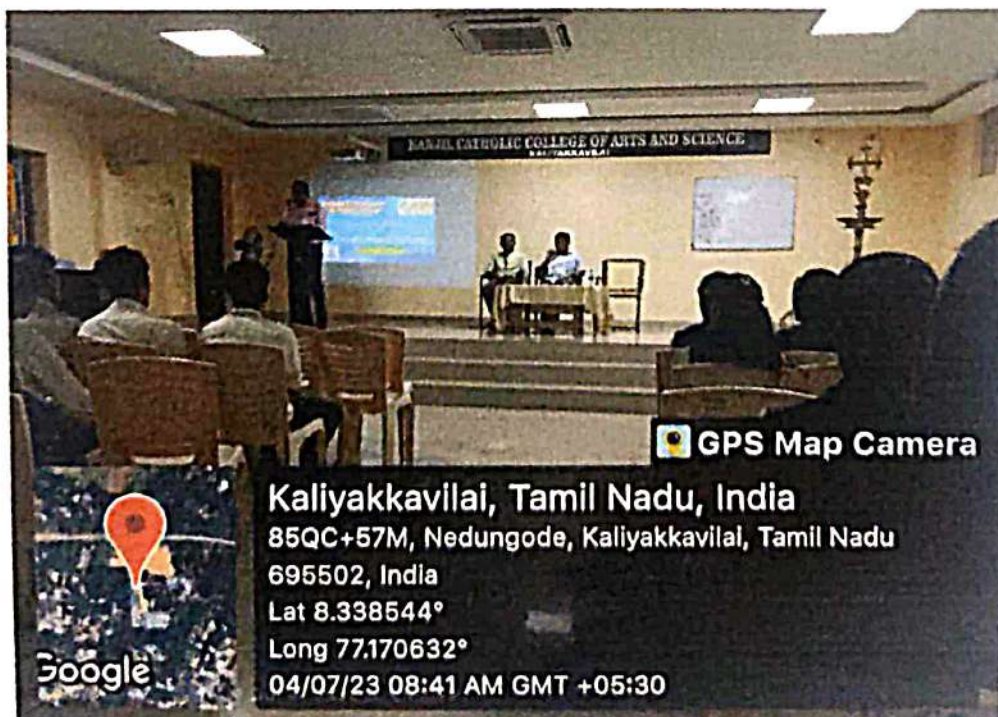 NANJIL CATHOLIC COLLEGE OF ARTS AND SCIENCE
KALIYAKKAVILAI
GPS Map Camera
Kaliyakkavilai, Tamil Nadu, India
85QC+57M, Nedungode, Kaliyakkavilai, Tamil Nadu
695502, India
Lat 8.338544°
Long 77.170632°
04/07/23 08:41 AM GMT +05:30
Google